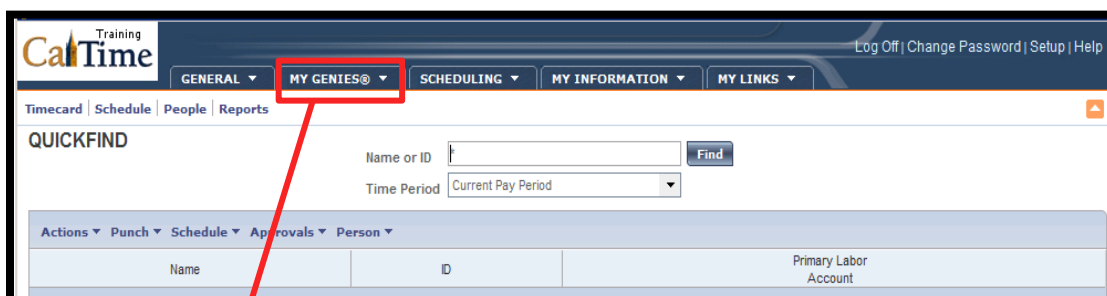 Training
CalTime
Log Off | Change Password | Setup | Help
GENERAL MY GENIES® SCHEDULING MY INFORMATION MY LINKS
Timecard | Schedule | People | Reports
QUICKFIND
Name or ID * Find
Time Period Current Pay Period
Actions Punch Schedule Approvals Person
Name ID Primary Labor
Account